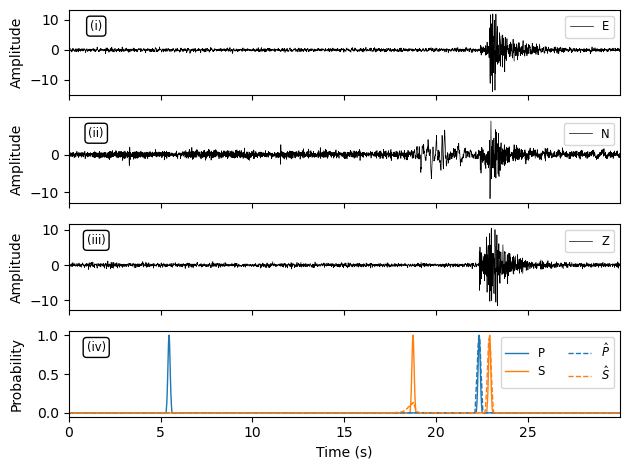 (i)
E
10
0
−10
Amplitude
(ii)
N
0
−10
Amplitude
(iii)
Z
10
0
−10
Amplitude
(iv)
P
S
P̂
Ŝ
1.0
0.5
0.0
Probability
0 5 10 15 20 25
Time (s)